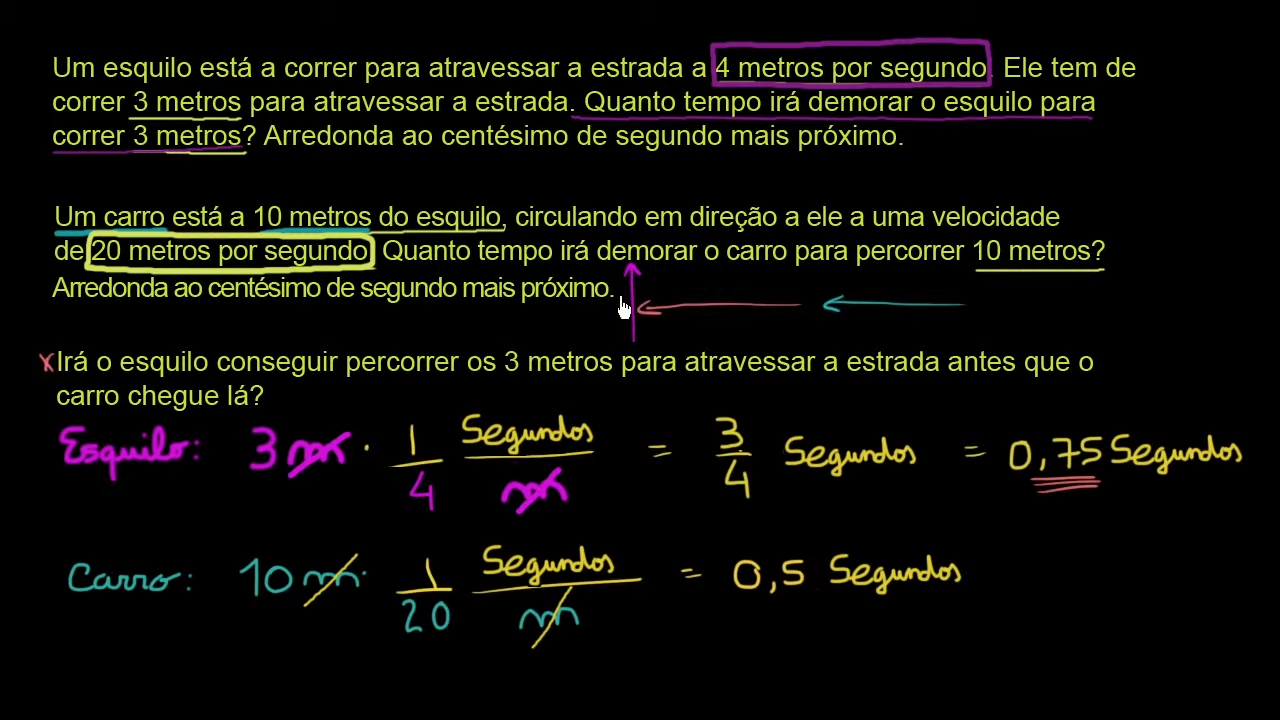 Um esquilo está a correr para atravessar a estrada a 4 metros por segundo. Ele tem de
correr 3 metros para atravessar a estrada. Quanto tempo irá demorar o esquilo para
correr 3 metros? Arredonda ao centésimo de segundo mais próximo.
Um carro está a 10 metros do esquilo, circulando em direção a ele a uma velocidade
de 20 metros por segundo. Quanto tempo irá demorar o carro para percorrer 10 metros?
Arredonda ao centésimo de segundo mais próximo.
x Irá o esquilo conseguir percorrer os 3 metros para atravessar a estrada antes que o
carro chegue lá?
Esquilo: 3 m · 1/4 Segundos/m = 3/4 Segundos = 0,75 Segundos
Carro: 10 m · 1/20 Segundos/m = 0,5 Segundos